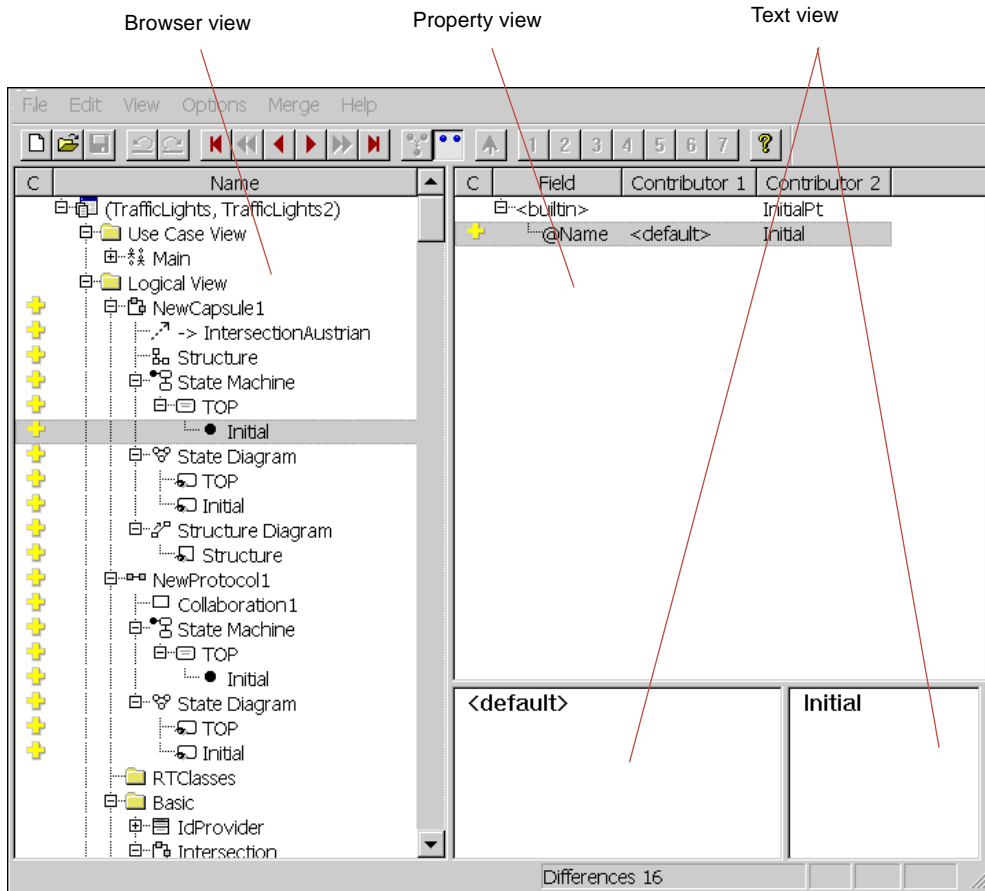 Browser view
Property view
Text view
File Edit View Options Merge Help
1 2 3 4 5 6 7 ?
C Name
(TrafficLights, TrafficLights2)
Use Case View
Main
Logical View
NewCapsule1
-> IntersectionAustrian
Structure
State Machine
TOP
Initial
State Diagram
TOP
Initial
Structure Diagram
Structure
NewProtocol1
Collaboration1
State Machine
TOP
Initial
State Diagram
TOP
Initial
RTClasses
Basic
IdProvider
Intersection
C Field Contributor 1 Contributor 2
<builtin> InitialPt
@Name <default> Initial
<default>
Initial
Differences 16